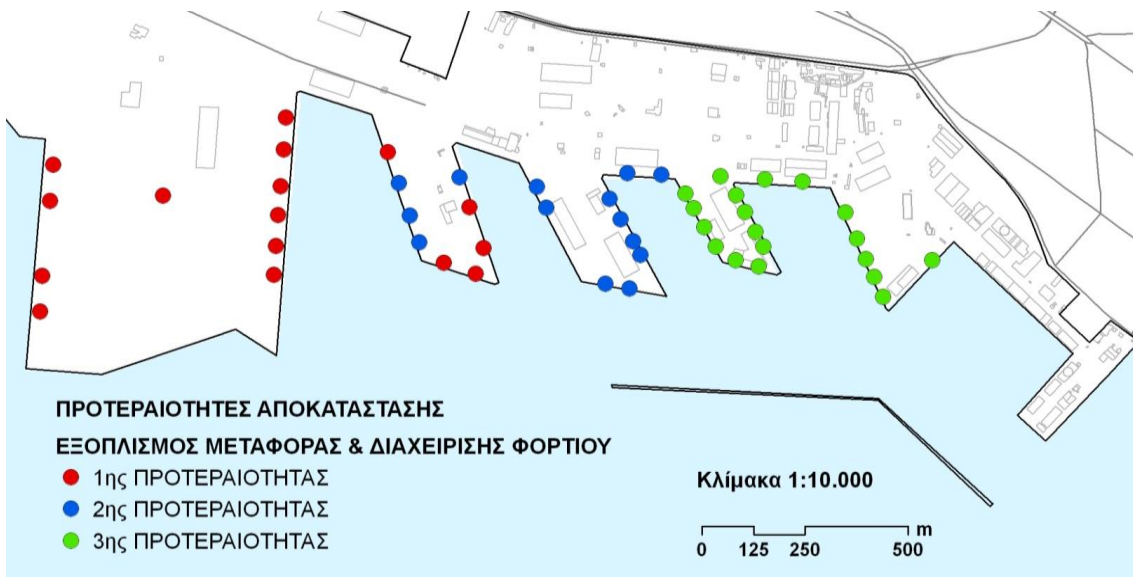 ΠΡΟΤΕΡΑΙΟΤΗΤΕΣ ΑΠΟΚΑΤΑΣΤΑΣΗΣ
ΕΞΟΠΛΙΣΜΟΣ ΜΕΤΑΦΟΡΑΣ & ΔΙΑΧΕΙΡΙΣΗΣ ΦΟΡΤΙΟΥ
1ης ΠΡΟΤΕΡΑΙΟΤΗΤΑΣ
2ης ΠΡΟΤΕΡΑΙΟΤΗΤΑΣ
3ης ΠΡΟΤΕΡΑΙΟΤΗΤΑΣ
Κλίμακα 1:10.000
m
0 125 250 500